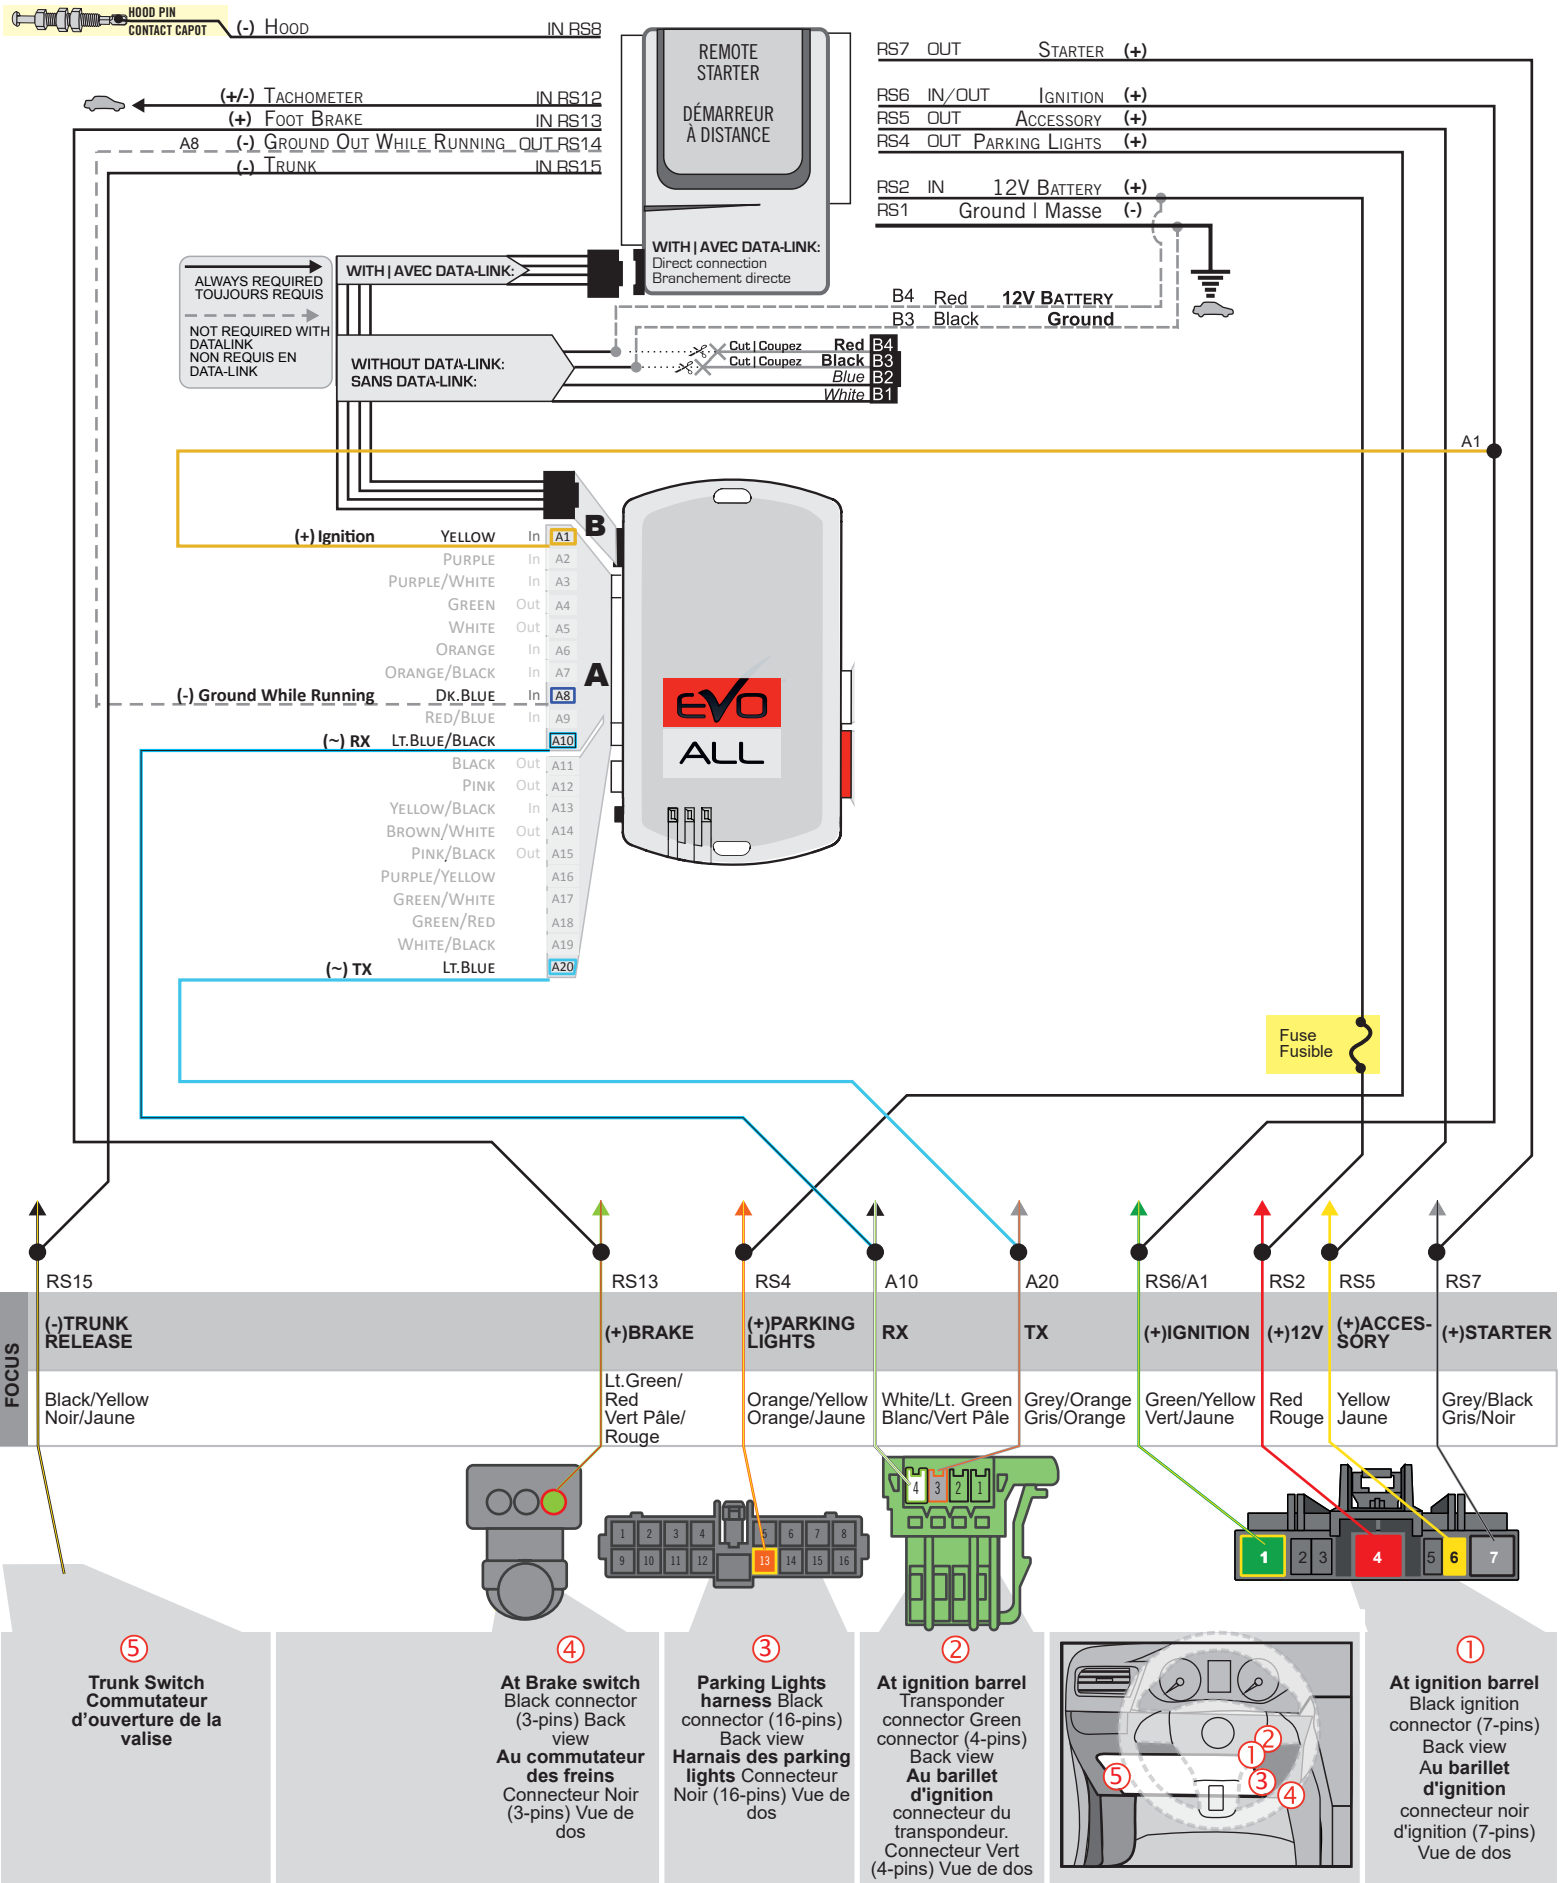 HOOD PIN
CONTACT CAPOT
(-) HOOD IN RS8
(+/-) TACHOMETER IN RS12
(+) FOOT BRAKE IN RS13
A8 (-) GROUND OUT WHILE RUNNING OUT RS14
(-) TRUNK IN RS15
REMOTE
STARTER
DÉMARREUR
À DISTANCE
WITH | AVEC DATA-LINK:
Direct connection
Branchement directe
RS7 OUT STARTER (+)
RS6 IN/OUT IGNITION (+)
RS5 OUT ACCESSORY (+)
RS4 OUT PARKING LIGHTS (+)
RS2 IN 12V BATTERY (+)
RS1 Ground | Masse (-)
ALWAYS REQUIRED
TOUJOURS REQUIS
NOT REQUIRED WITH
DATALINK
NON REQUIS EN
DATA-LINK
WITH | AVEC DATA-LINK:
WITHOUT DATA-LINK:
SANS DATA-LINK:
B4 Red 12V BATTERY
B3 Black Ground
Cut | Coupez Red B4
Cut | Coupez Black B3
Blue B2
White B1
A1
B
A
(+) Ignition YELLOW In A1
PURPLE In A2
PURPLE/WHITE In A3
GREEN Out A4
WHITE Out A5
ORANGE In A6
ORANGE/BLACK In A7
(-) Ground While Running DK.BLUE In A8
RED/BLUE In A9
(~) RX LT.BLUE/BLACK A10
BLACK Out A11
PINK Out A12
YELLOW/BLACK In A13
BROWN/WHITE Out A14
PINK/BLACK Out A15
PURPLE/YELLOW A16
GREEN/WHITE A17
GREEN/RED A18
WHITE/BLACK A19
(~) TX LT.BLUE A20
EVO
ALL
Fuse
Fusible
RS15 RS13 RS4 A10 A20 RS6/A1 RS2 RS5 RS7
FOCUS
(-)TRUNK
RELEASE
(+)BRAKE
(+)PARKING
LIGHTS
RX
TX
(+)IGNITION
(+)12V
(+)ACCES-
SORY
(+)STARTER
Black/Yellow
Noir/Jaune
Lt.Green/
Red
Vert Pâle/
Rouge
Orange/Yellow
Orange/Jaune
White/Lt. Green
Blanc/Vert Pâle
Grey/Orange
Gris/Orange
Green/Yellow
Vert/Jaune
Red
Rouge
Yellow
Jaune
Grey/Black
Gris/Noir
1 2 3 4 5 6 7 8
9 10 11 12 13 14 15 16
4 3 2 1
1 2 3 4 5 6 7
5
Trunk Switch
Commutateur
d'ouverture de la
valise
4
At Brake switch
Black connector
(3-pins) Back
view
Au commutateur
des freins
Connecteur Noir
(3-pins) Vue de
dos
3
Parking Lights
harness Black
connector (16-pins)
Back view
Harnais des parking
lights Connecteur
Noir (16-pins) Vue de
dos
2
At ignition barrel
Transponder
connector Green
connector (4-pins)
Back view
Au barillet
d'ignition
connecteur du
transpondeur.
Connecteur Vert
(4-pins) Vue de dos
2
1
5
3
4
1
At ignition barrel
Black ignition
connector (7-pins)
Back view
Au barillet
d'ignition
connecteur noir
d'ignition (7-pins)
Vue de dos